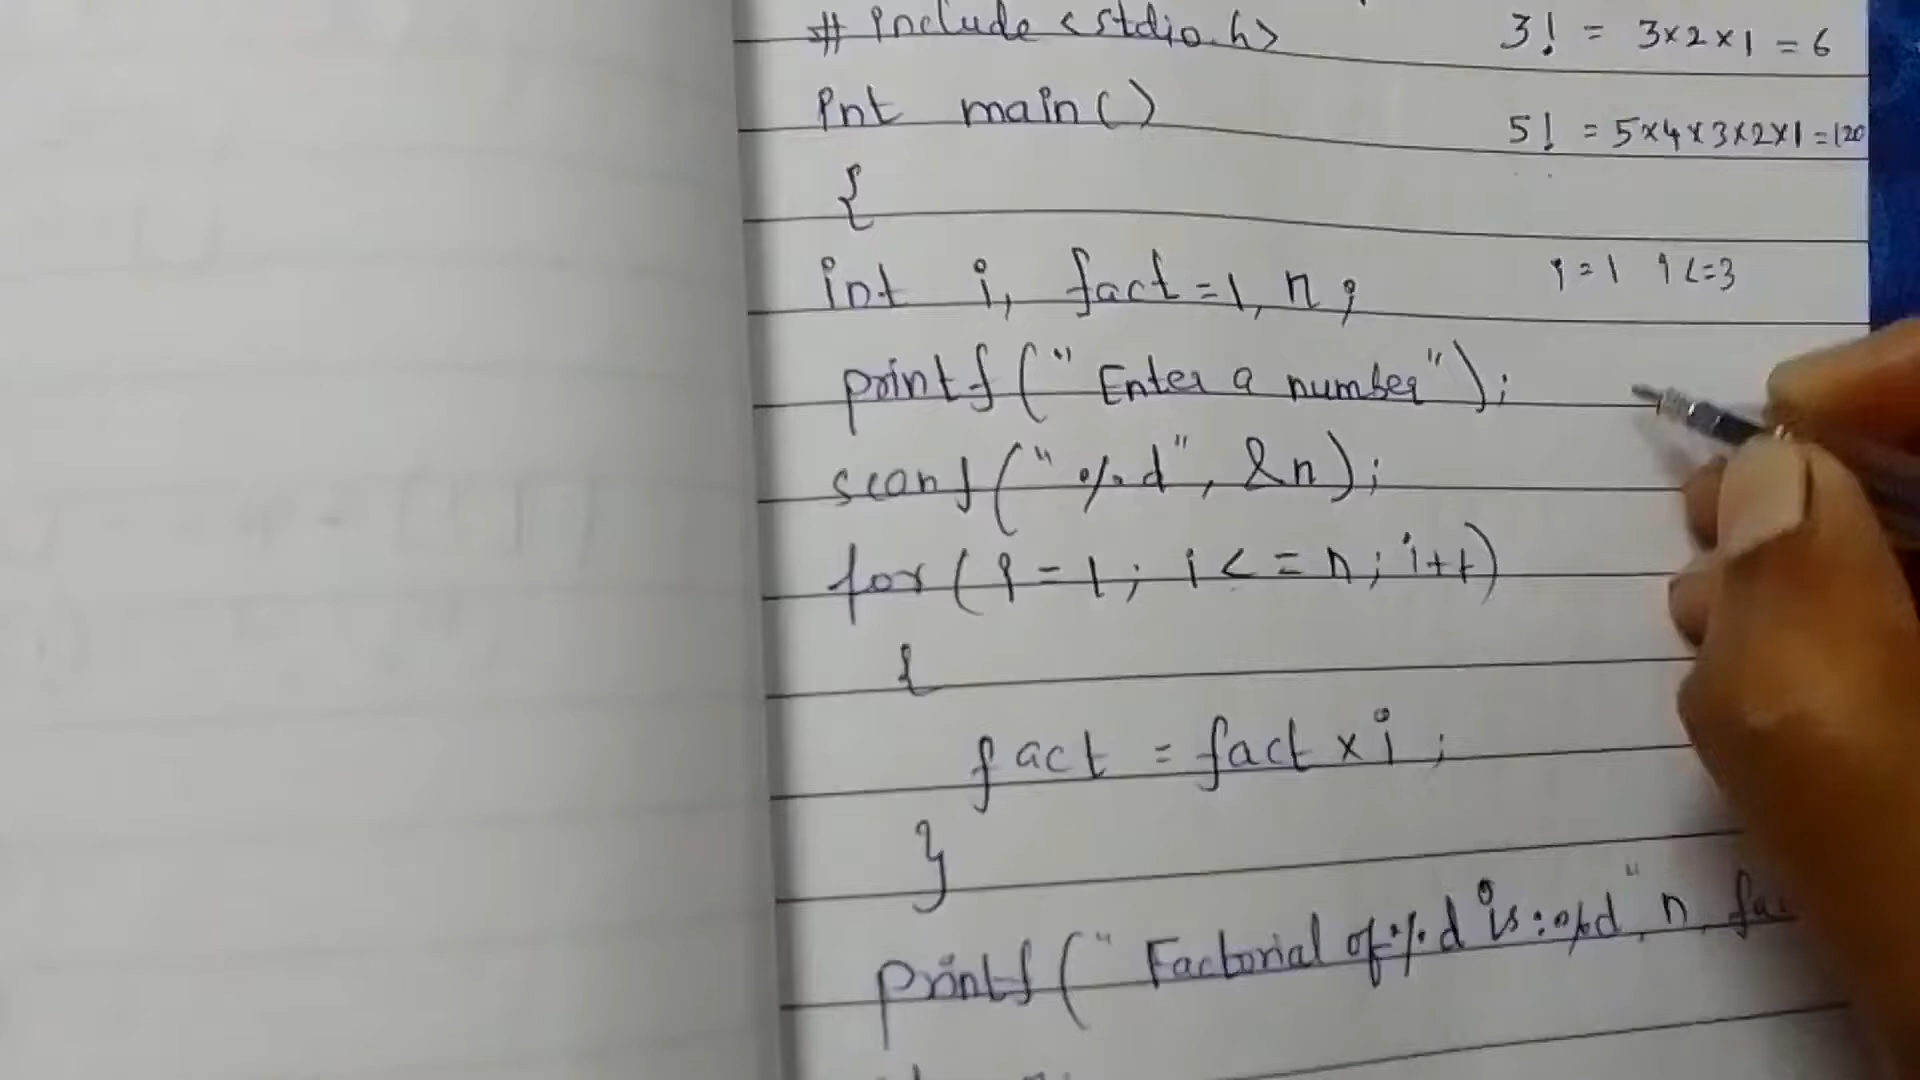 # include <stdio.h>
int main()
{
int i, fact=1, n;
printf("Enter a number");
scanf("%d", &n);
for(i=1; i<=n; i++)
{
fact = fact x i;
}
printf("Factorial of %d is:%d", n,
3! = 3x2x1 = 6
5! = 5x4x3x2x1=120
i=1 i<=3